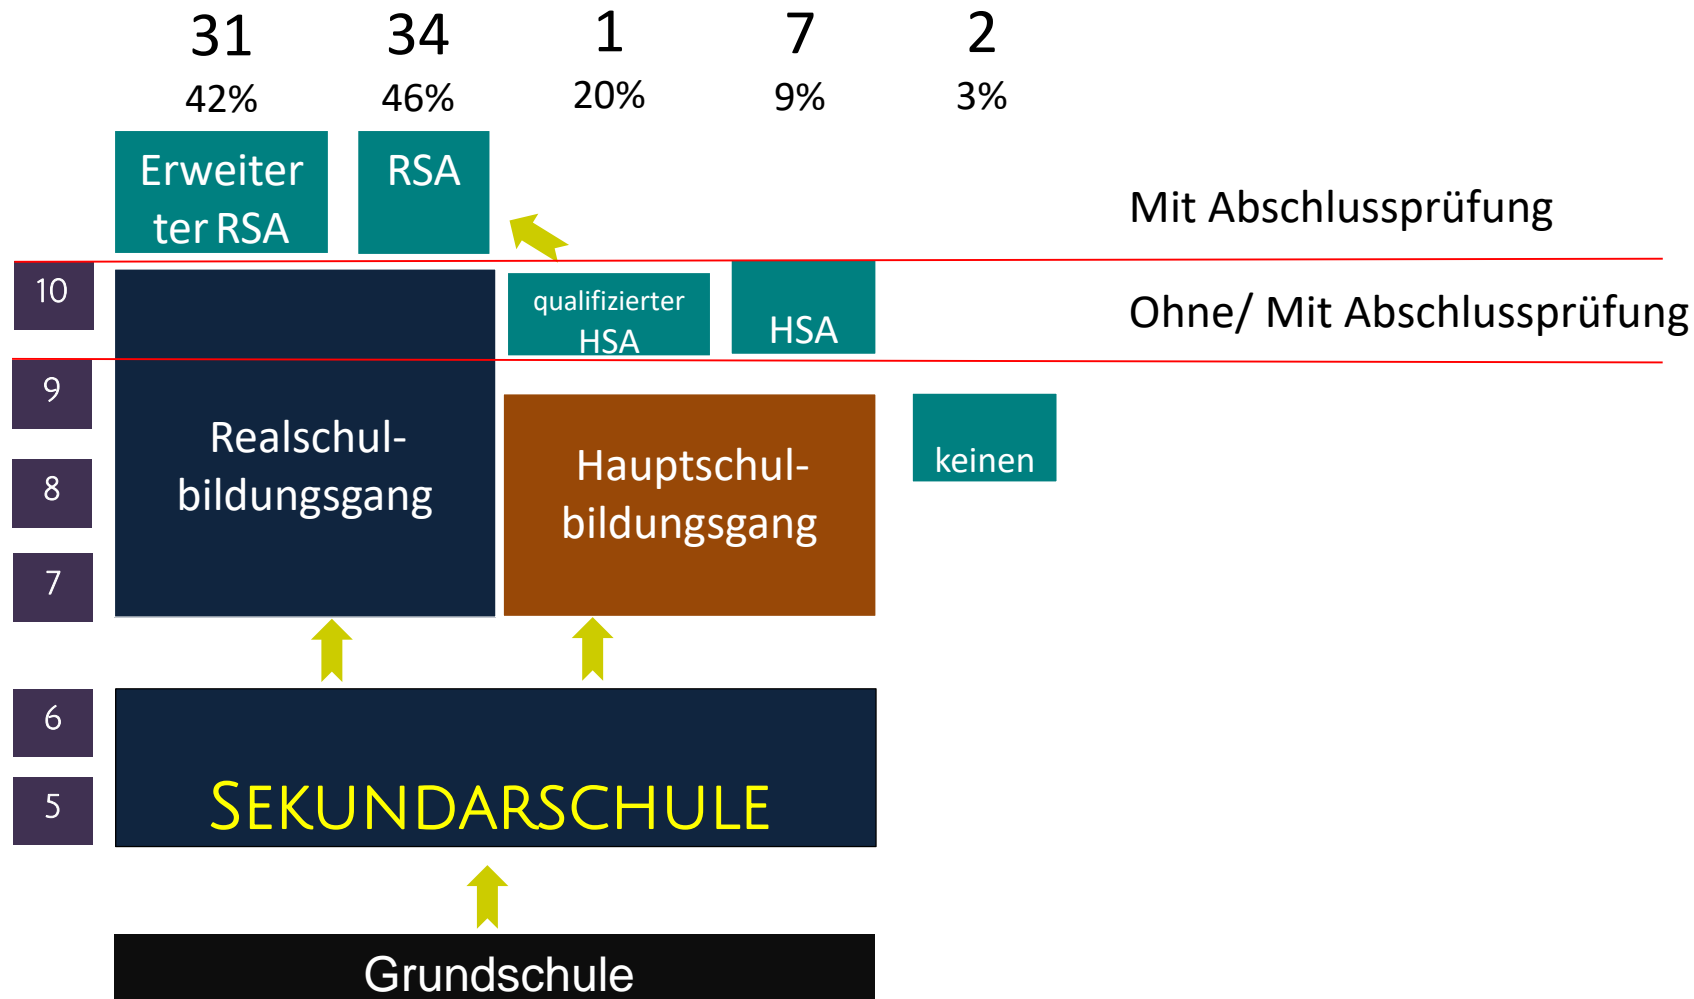 31 34 1 7 2
42% 46% 20% 9% 3%
Erweiter
ter RSA
RSA
Mit Abschlussprüfung
10
qualifizierter
HSA
HSA
Ohne/ Mit Abschlussprüfung
9
Realschul-
bildungsgang
Hauptschul-
bildungsgang
keinen
8
7
6
5
SEKUNDARSCHULE
Grundschule